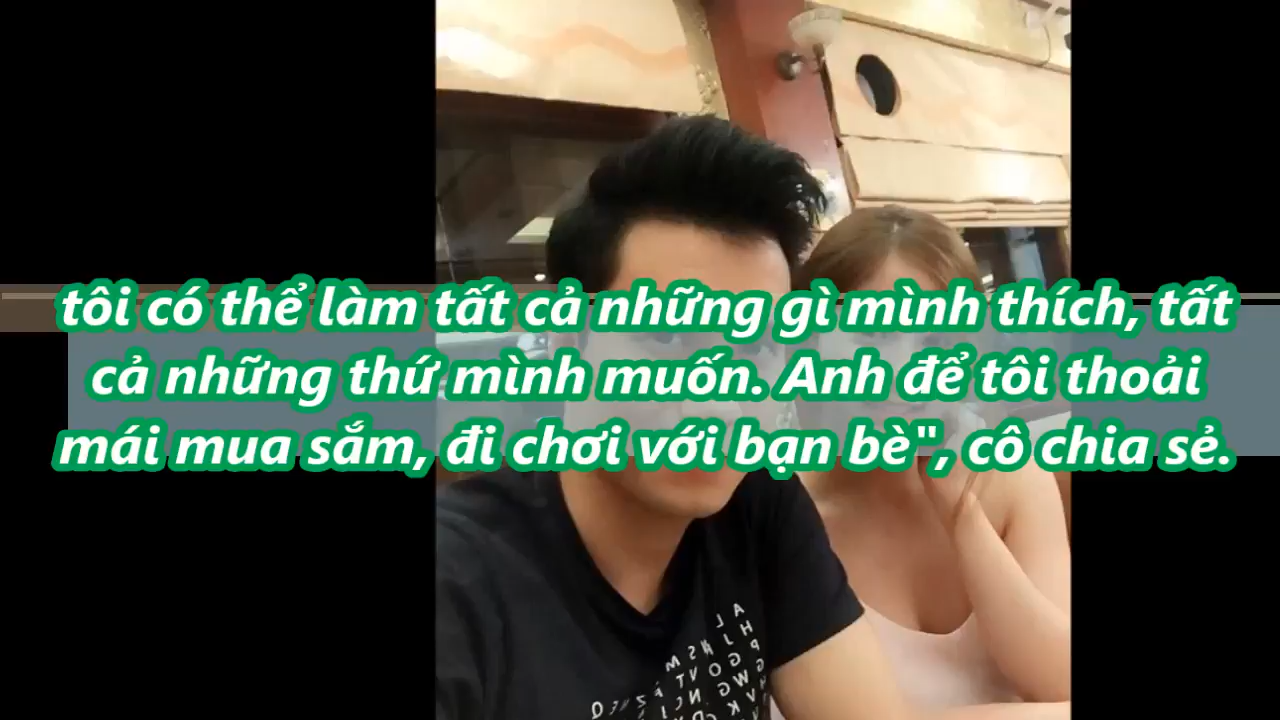 tôi có thể làm tất cả những gì mình thích, tất
cả những thứ mình muốn. Anh để tôi thoải
mái mua sắm, đi chơi với bạn bè", cô chia sẻ.